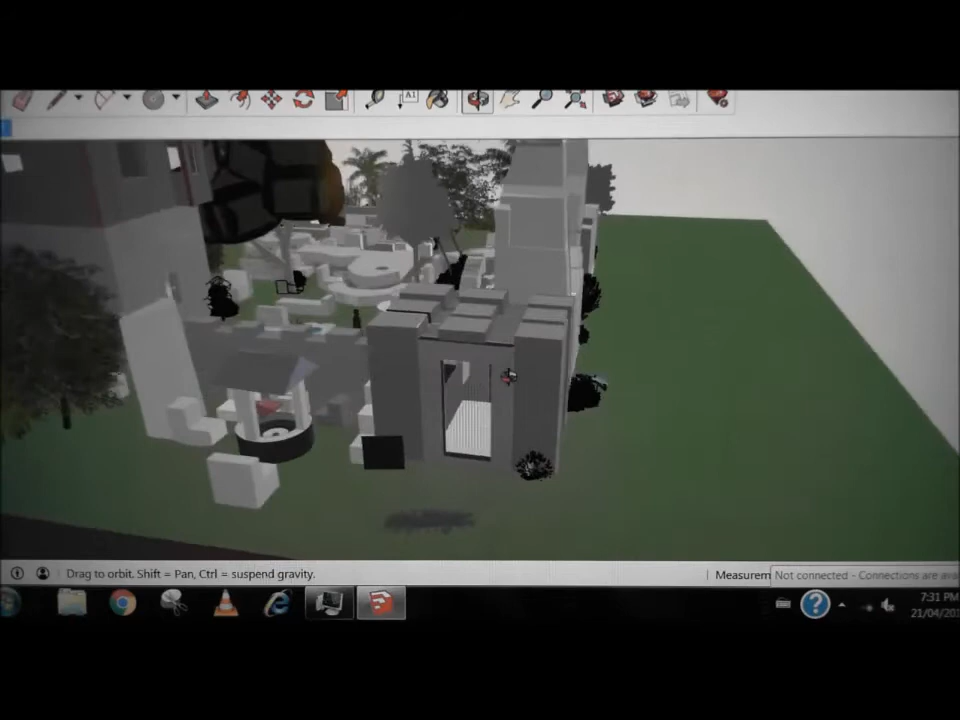 A1
Drag to orbit. Shift = Pan, Ctrl = suspend gravity.
Measurem
Not connected - Connections are ava
?
7:31 PM
21/04/20